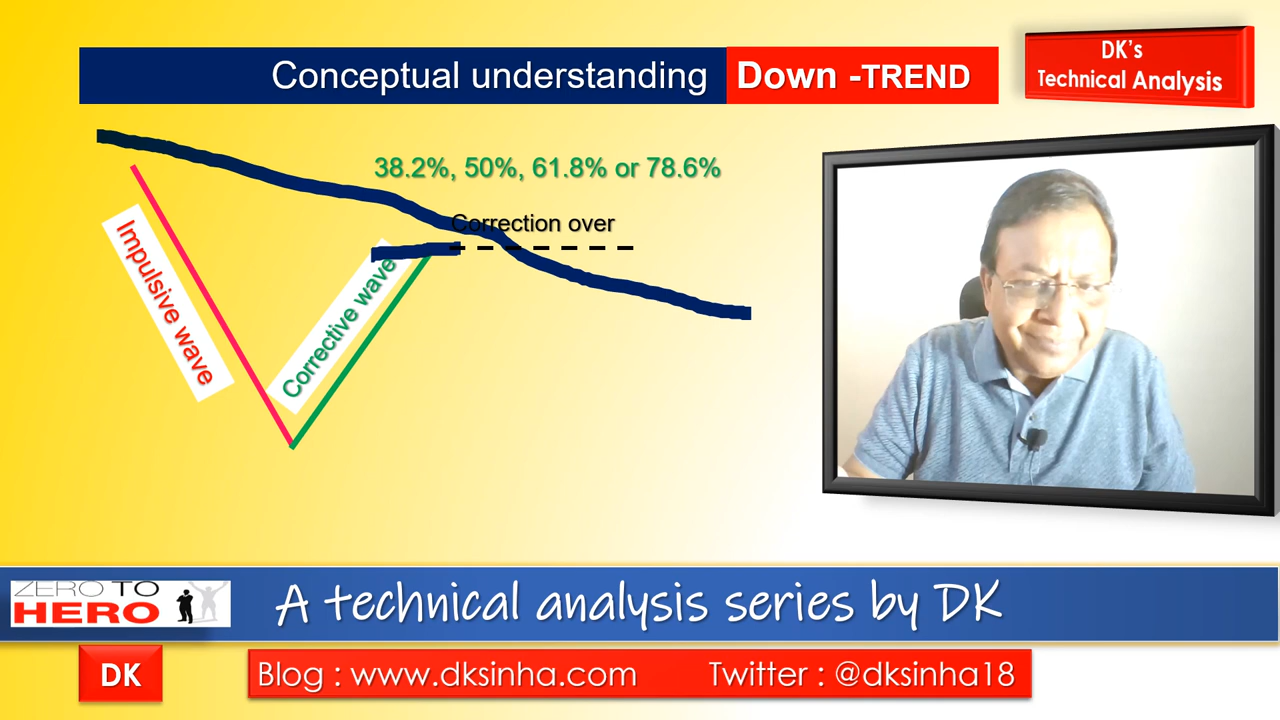 Conceptual understanding Down -TREND
DK's
Technical Analysis
38.2%, 50%, 61.8% or 78.6%
Correction over
Impulsive wave
Corrective wave
ZERO TO
HERO
A technical analysis series by DK
DK
Blog : www.dksinha.com Twitter : @dksinha18